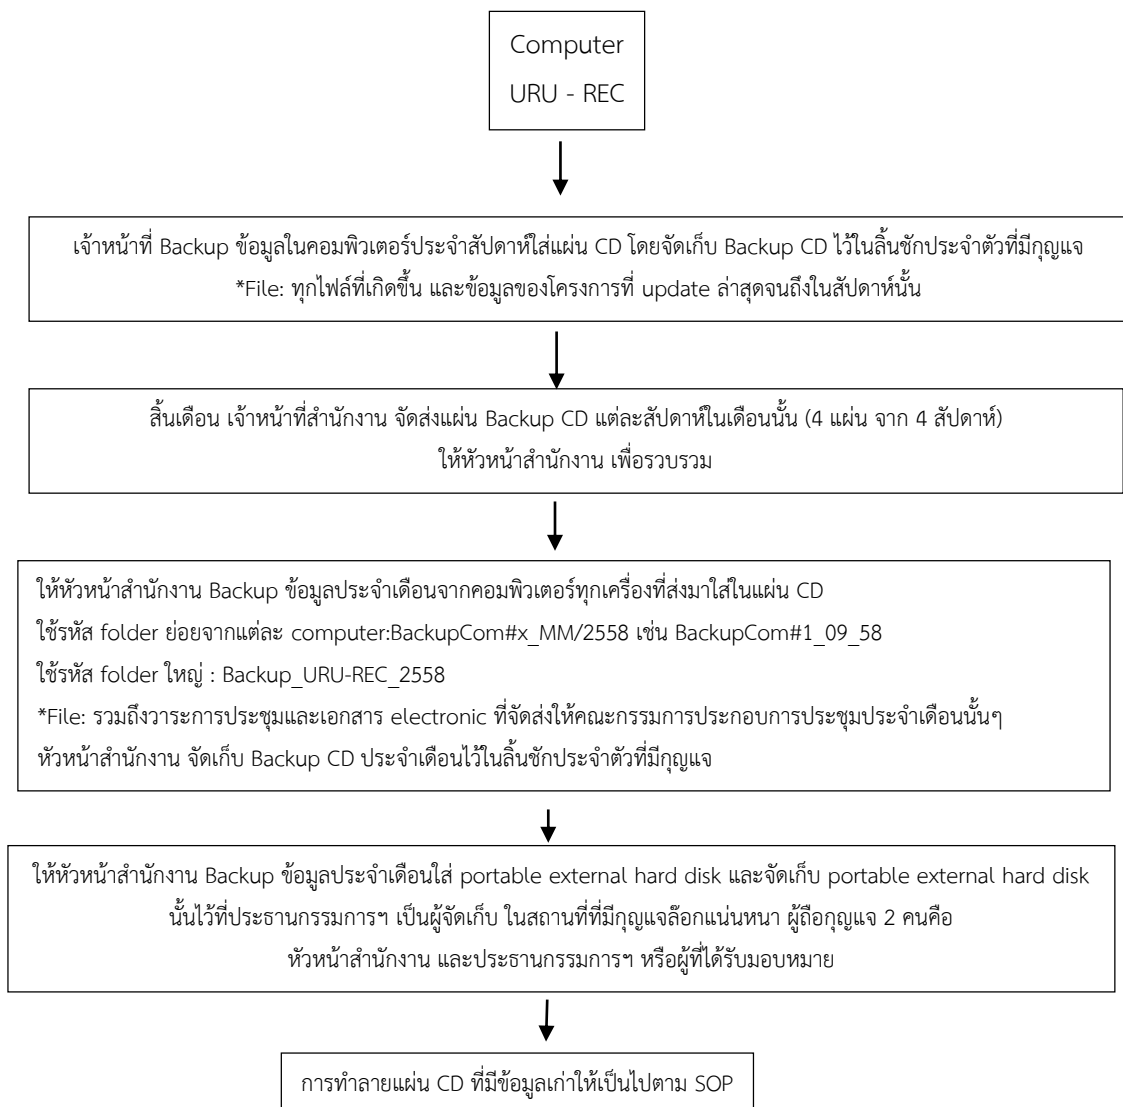 Computer
URU - REC
เจ้าหน้าที่ Backup ข้อมูลในคอมพิวเตอร์ประจำสัปดาห์ใส่แผ่น CD โดยจัดเก็บ Backup CD ไว้ในลิ้นชักประจำตัวที่มีกุญแจ
*File: ทุกไฟล์ที่เกิดขึ้น และข้อมูลของโครงการที่ update ล่าสุดจนถึงในสัปดาห์นั้น
สิ้นเดือน เจ้าหน้าที่สำนักงาน จัดส่งแผ่น Backup CD แต่ละสัปดาห์ในเดือนนั้น (4 แผ่น จาก 4 สัปดาห์)
ให้หัวหน้าสำนักงาน เพื่อรวบรวม
ให้หัวหน้าสำนักงาน Backup ข้อมูลประจำเดือนจากคอมพิวเตอร์ทุกเครื่องที่ส่งมาใส่ในแผ่น CD
ใช้รหัส folder ย่อยจากแต่ละ computer:BackupCom#x_MM/2558 เช่น BackupCom#1_09_58
ใช้รหัส folder ใหญ่ : Backup_URU-REC_2558
*File: รวมถึงวาระการประชุมและเอกสาร electronic ที่จัดส่งให้คณะกรรมการประกอบการประชุมประจำเดือนนั้นๆ
หัวหน้าสำนักงาน จัดเก็บ Backup CD ประจำเดือนไว้ในลิ้นชักประจำตัวที่มีกุญแจ
ให้หัวหน้าสำนักงาน Backup ข้อมูลประจำเดือนใส่ portable external hard disk และจัดเก็บ portable external hard disk
นั้นไว้ที่ประธานกรรมการฯ เป็นผู้จัดเก็บ ในสถานที่ที่มีกุญแจล๊อกแน่นหนา ผู้ถือกุญแจ 2 คนคือ
หัวหน้าสำนักงาน และประธานกรรมการฯ หรือผู้ที่ได้รับมอบหมาย
การทำลายแผ่น CD ที่มีข้อมูลเก่าให้เป็นไปตาม SOP